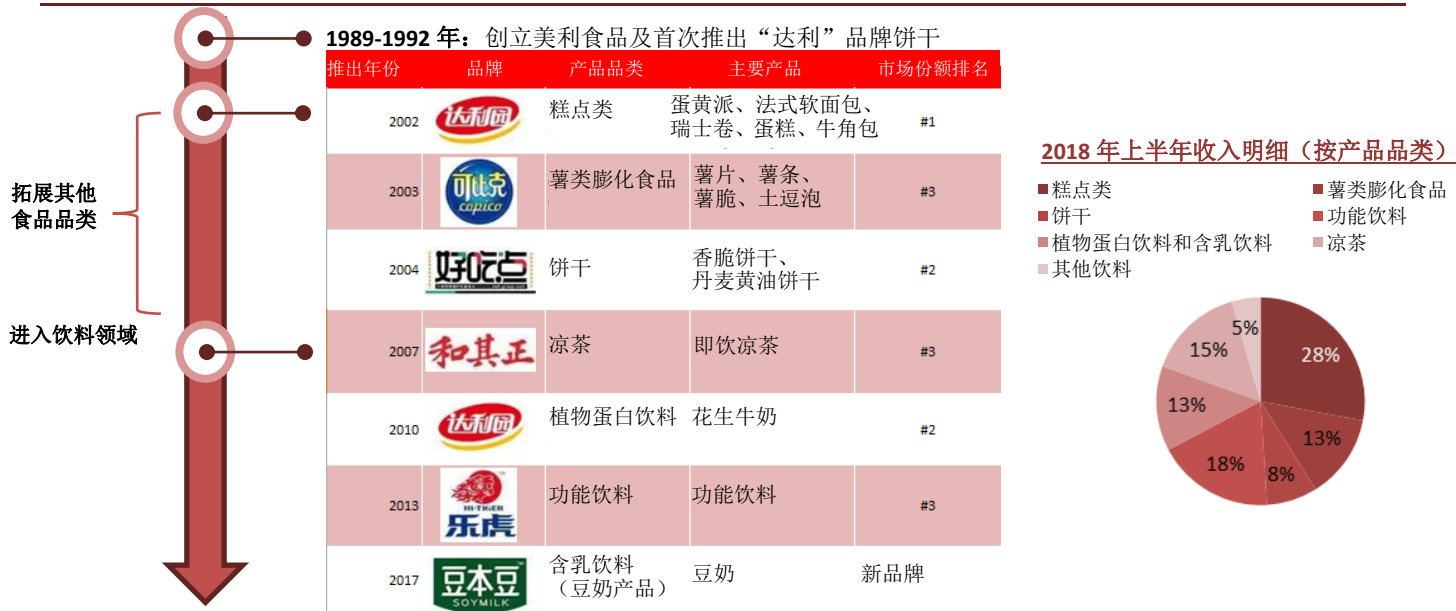 1989-1992 年：创立美利食品及首次推出“达利”品牌饼干
推出年份 品牌 产品品类 主要产品 市场份额排名
2002 达利园 糕点类 蛋黄派、法式软面包、 #1
瑞士卷、蛋糕、牛角包
2003 可比克 薯类膨化食品 薯片、薯条、 #3
copico 薯脆、土逗泡
2004 好吃点 饼干 香脆饼干、 #2
丹麦黄油饼干
2007 和其正 凉茶 即饮凉茶 #3
2010 达利园 植物蛋白饮料 花生牛奶 #2
2013 HI-TIGER 功能饮料 功能饮料 #3
乐虎
2017 豆本豆 含乳饮料 豆奶 新品牌
SOYMILK （豆奶产品）
拓展其他
食品品类
进入饮料领域
2018 年上半年收入明细（按产品品类）
糕点类 薯类膨化食品
饼干 功能饮料
植物蛋白饮料和含乳饮料 凉茶
其他饮料
28%
13%
8%
18%
13%
15%
5%